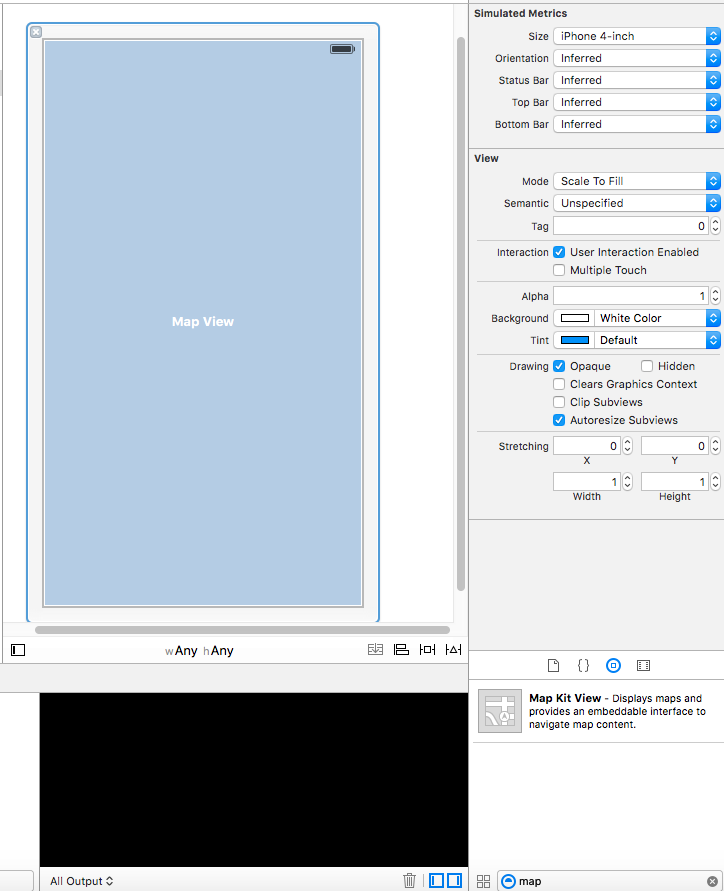 Map View
wAny hAny
All Output
Simulated Metrics
Size iPhone 4-inch
Orientation Inferred
Status Bar Inferred
Top Bar Inferred
Bottom Bar Inferred
View
Mode Scale To Fill
Semantic Unspecified
Tag 0
Interaction User Interaction Enabled
Multiple Touch
Alpha 1
Background White Color
Tint Default
Drawing Opaque Hidden
Clears Graphics Context
Clip Subviews
Autoresize Subviews
Stretching 0 0
X Y
1 1
Width Height
{}
Map Kit View - Displays maps and
provides an embeddable interface to
navigate map content.
map